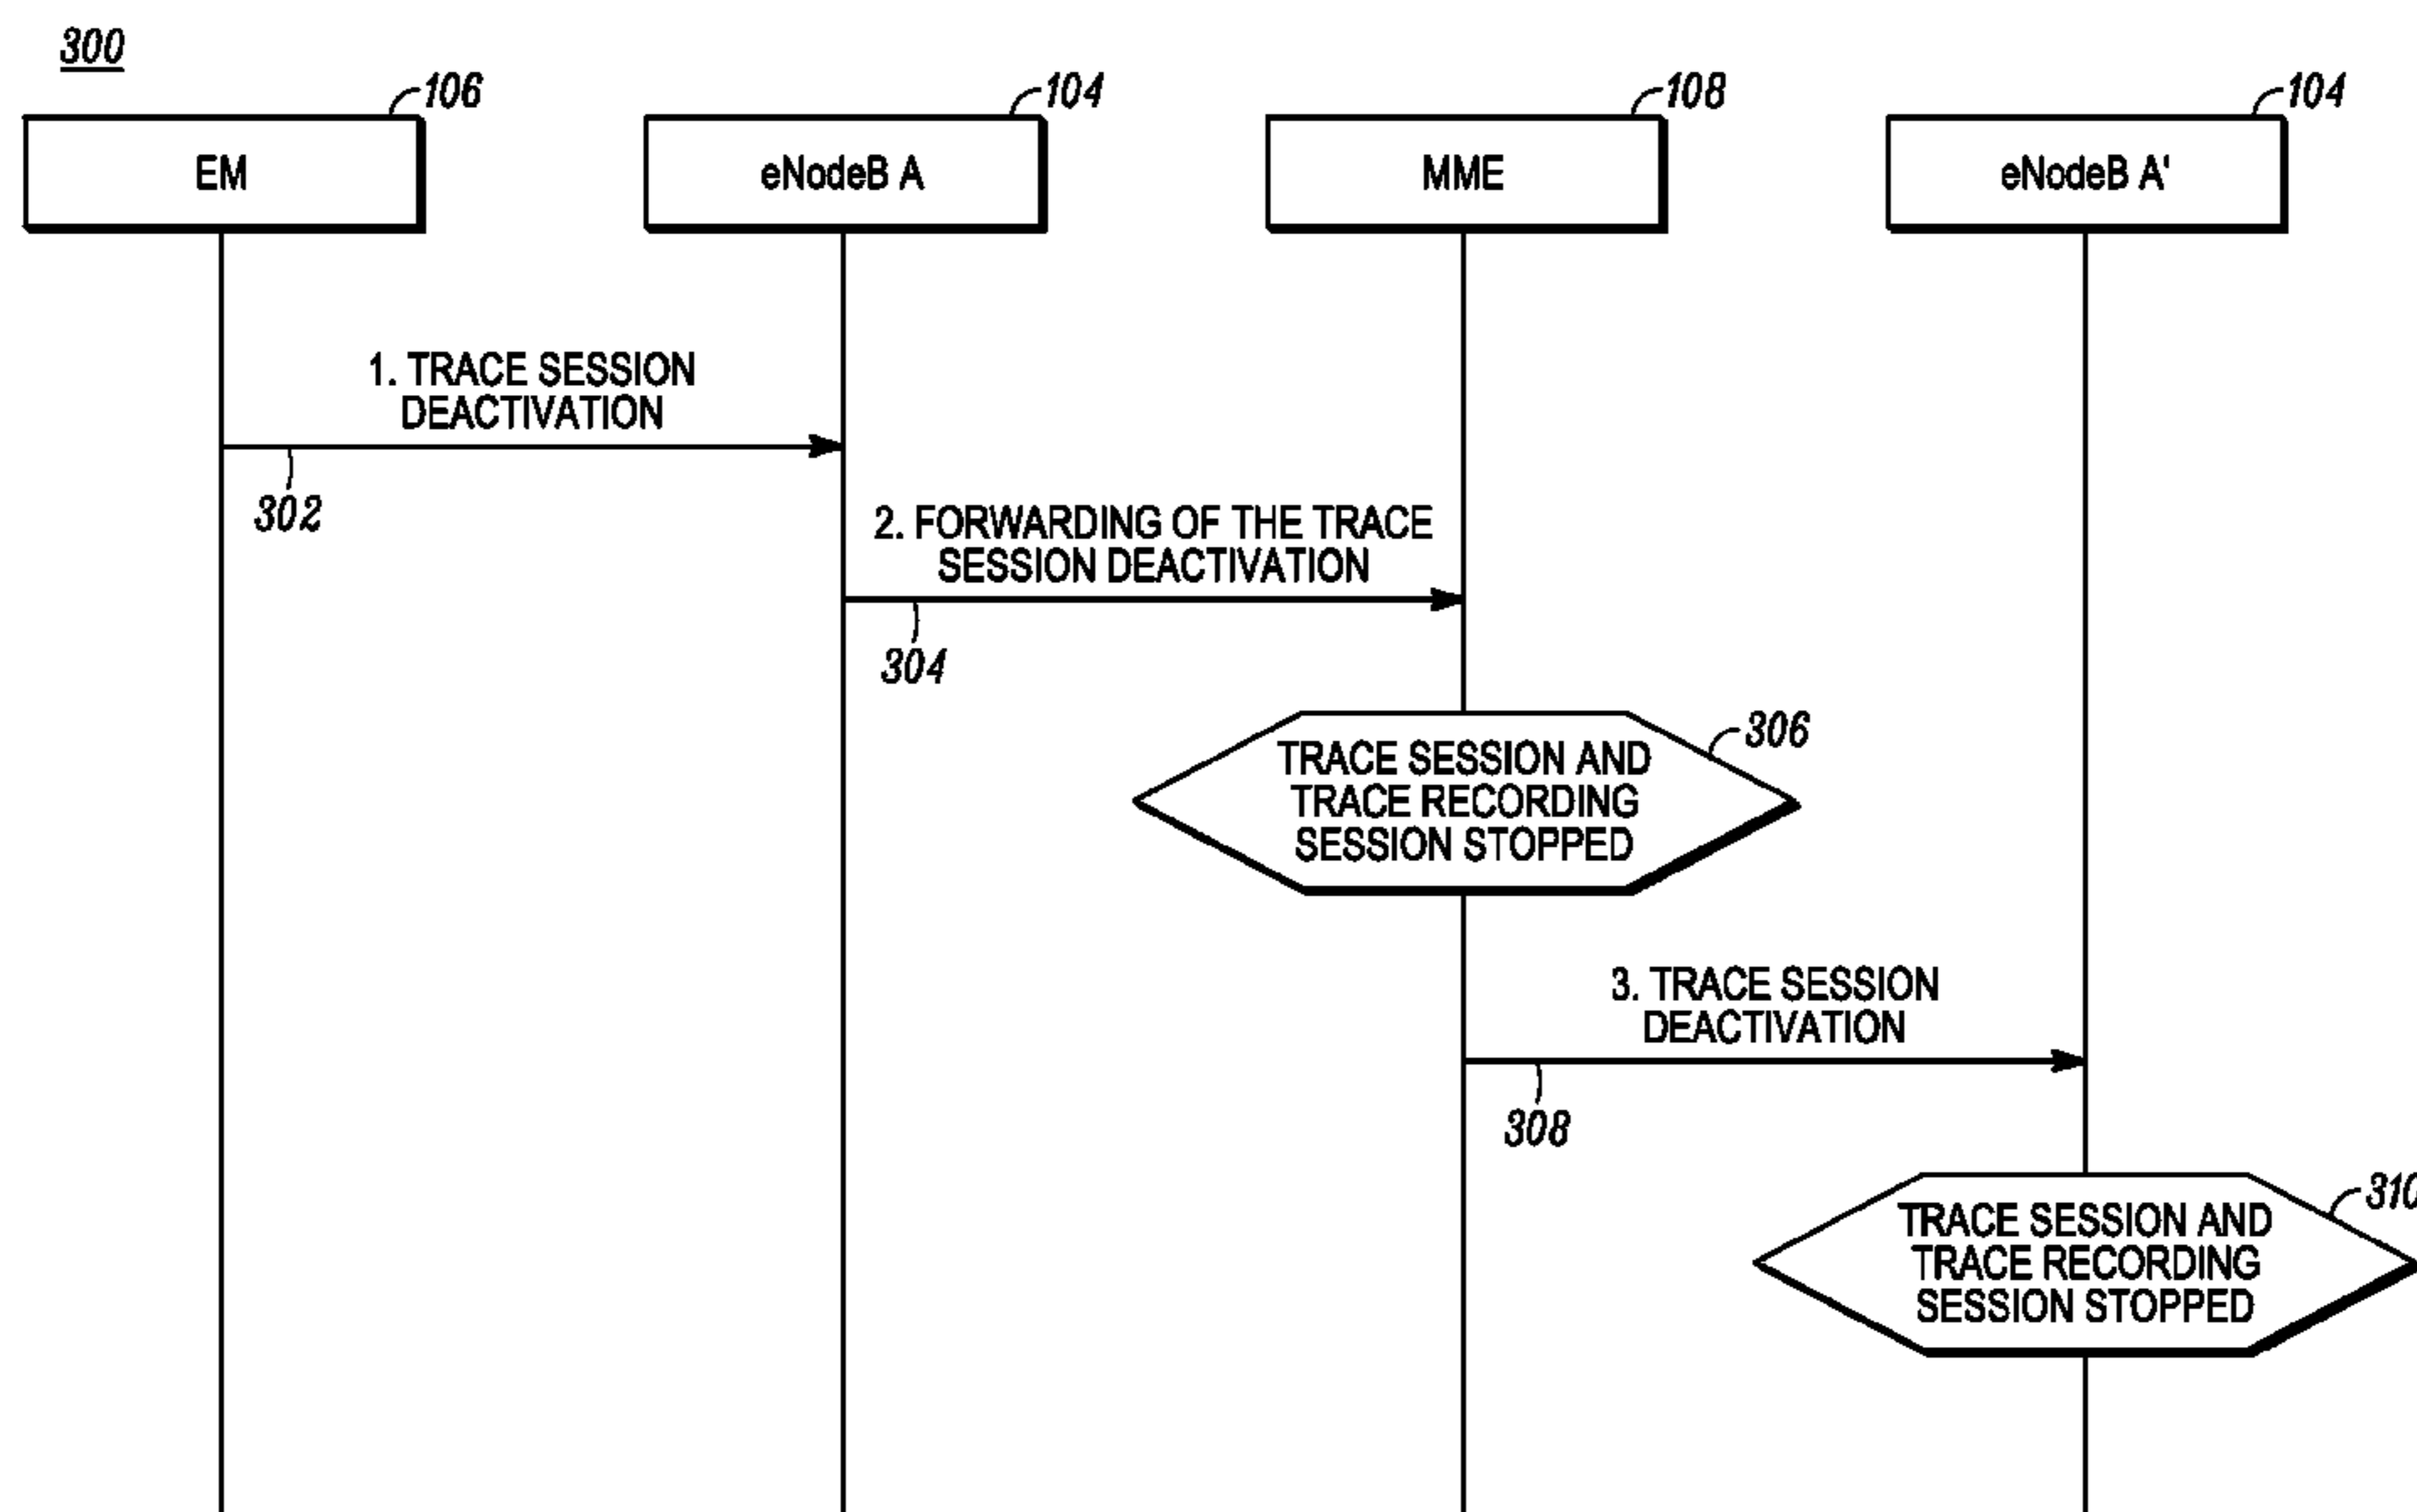 300
106
104
108
104
EM
eNodeB A
MME
eNodeB A'
1. TRACE SESSION
DEACTIVATION
302
2. FORWARDING OF THE TRACE
SESSION DEACTIVATION
304
306
TRACE SESSION AND
TRACE RECORDING
SESSION STOPPED
3. TRACE SESSION
DEACTIVATION
308
310
TRACE SESSION AND
TRACE RECORDING
SESSION STOPPED